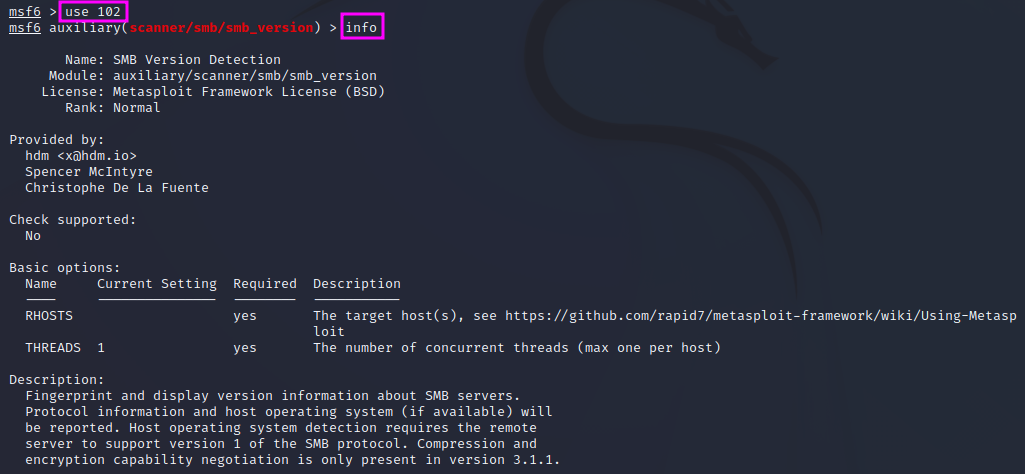 msf6 > use 102
msf6 auxiliary(scanner/smb/smb_version) > info
Name: SMB Version Detection
Module: auxiliary/scanner/smb/smb_version
License: Metasploit Framework License (BSD)
Rank: Normal
Provided by:
hdm <x@hdm.io>
Spencer McIntyre
Christophe De La Fuente
Check supported:
No
Basic options:
Name Current Setting Required Description
---- --------------- -------- -----------
RHOSTS yes The target host(s), see https://github.com/rapid7/metasploit-framework/wiki/Using-Metasp
loit
THREADS 1 yes The number of concurrent threads (max one per host)
Description:
Fingerprint and display version information about SMB servers.
Protocol information and host operating system (if available) will
be reported. Host operating system detection requires the remote
server to support version 1 of the SMB protocol. Compression and
encryption capability negotiation is only present in version 3.1.1.